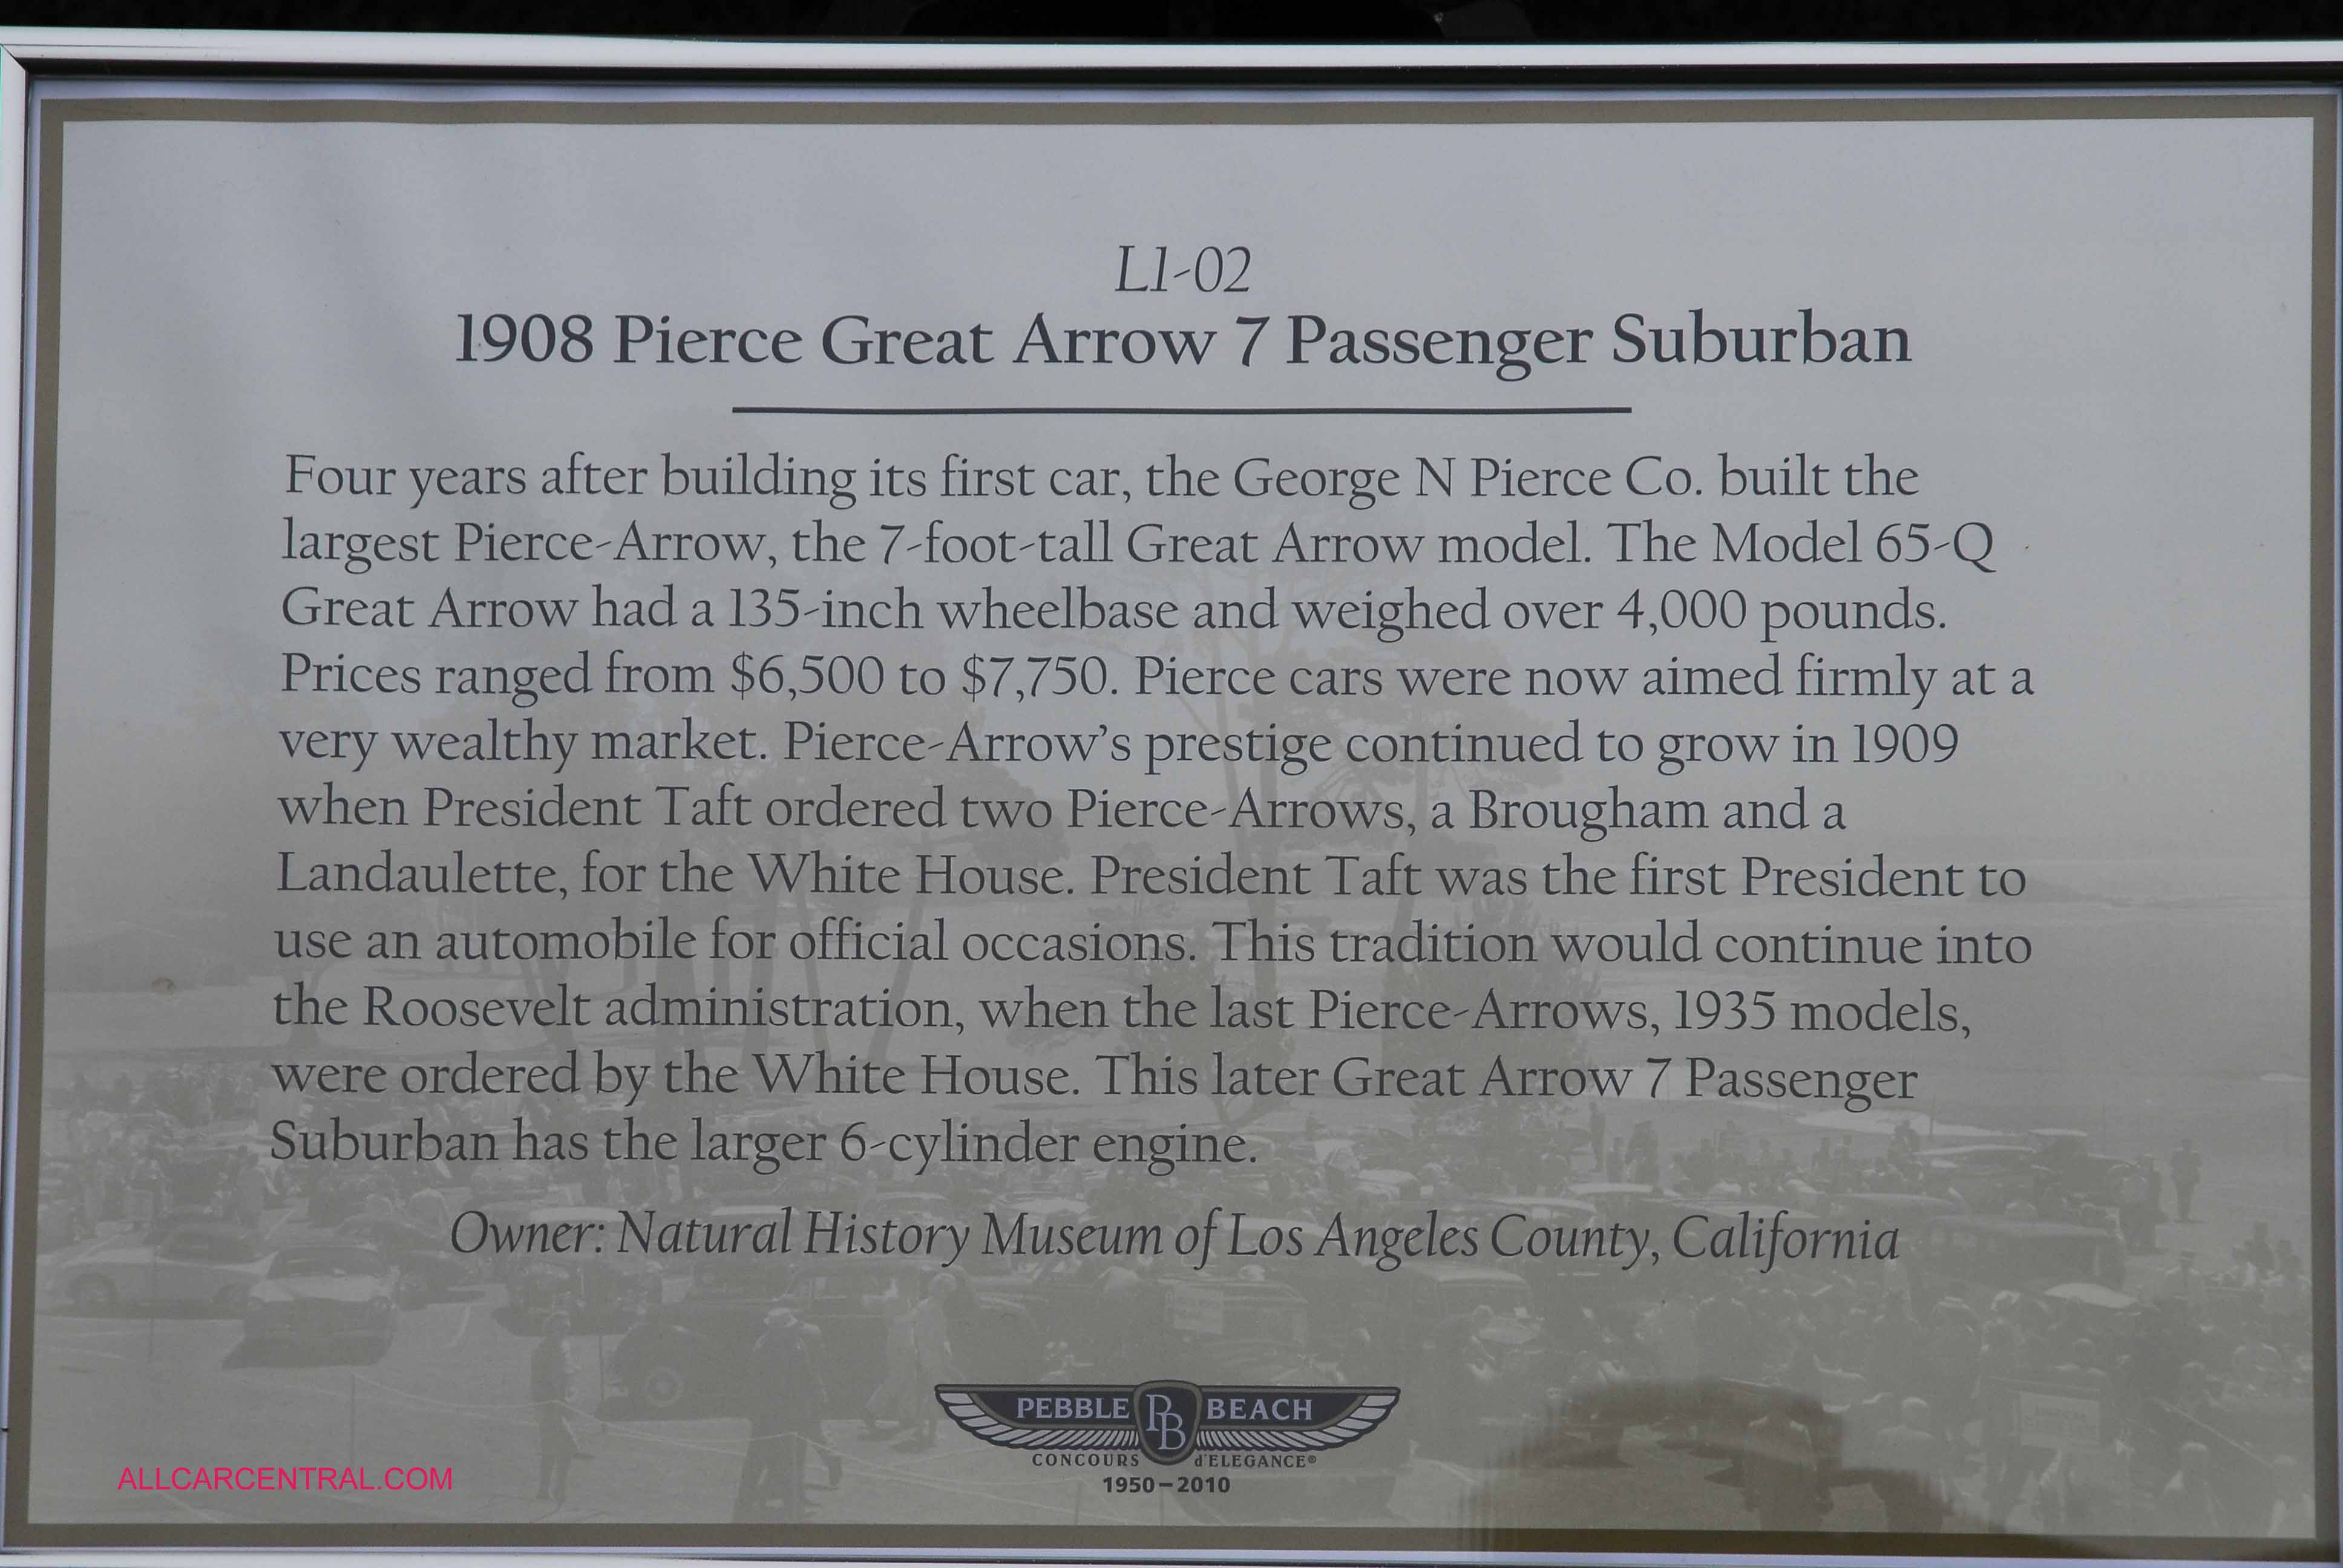 L1-02
1908 Pierce Great Arrow 7 Passenger Suburban
Four years after building its first car, the George N Pierce Co. built the
largest Pierce-Arrow, the 7-foot-tall Great Arrow model. The Model 65-Q
Great Arrow had a 135-inch wheelbase and weighed over 4,000 pounds.
Prices ranged from $6,500 to $7,750. Pierce cars were now aimed firmly at a
very wealthy market. Pierce-Arrow's prestige continued to grow in 1909
when President Taft ordered two Pierce-Arrows, a Brougham and a
Landaulette, for the White House. President Taft was the first President to
use an automobile for official occasions. This tradition would continue into
the Roosevelt administration, when the last Pierce-Arrows, 1935 models,
were ordered by the White House. This later Great Arrow 7 Passenger
Suburban has the larger 6-cylinder engine.
Owner: Natural History Museum of Los Angeles County, California
PEBBLE PB BEACH
CONCOURS d'ELEGANCE®
1950–2010
ALLCARCENTRAL.COM